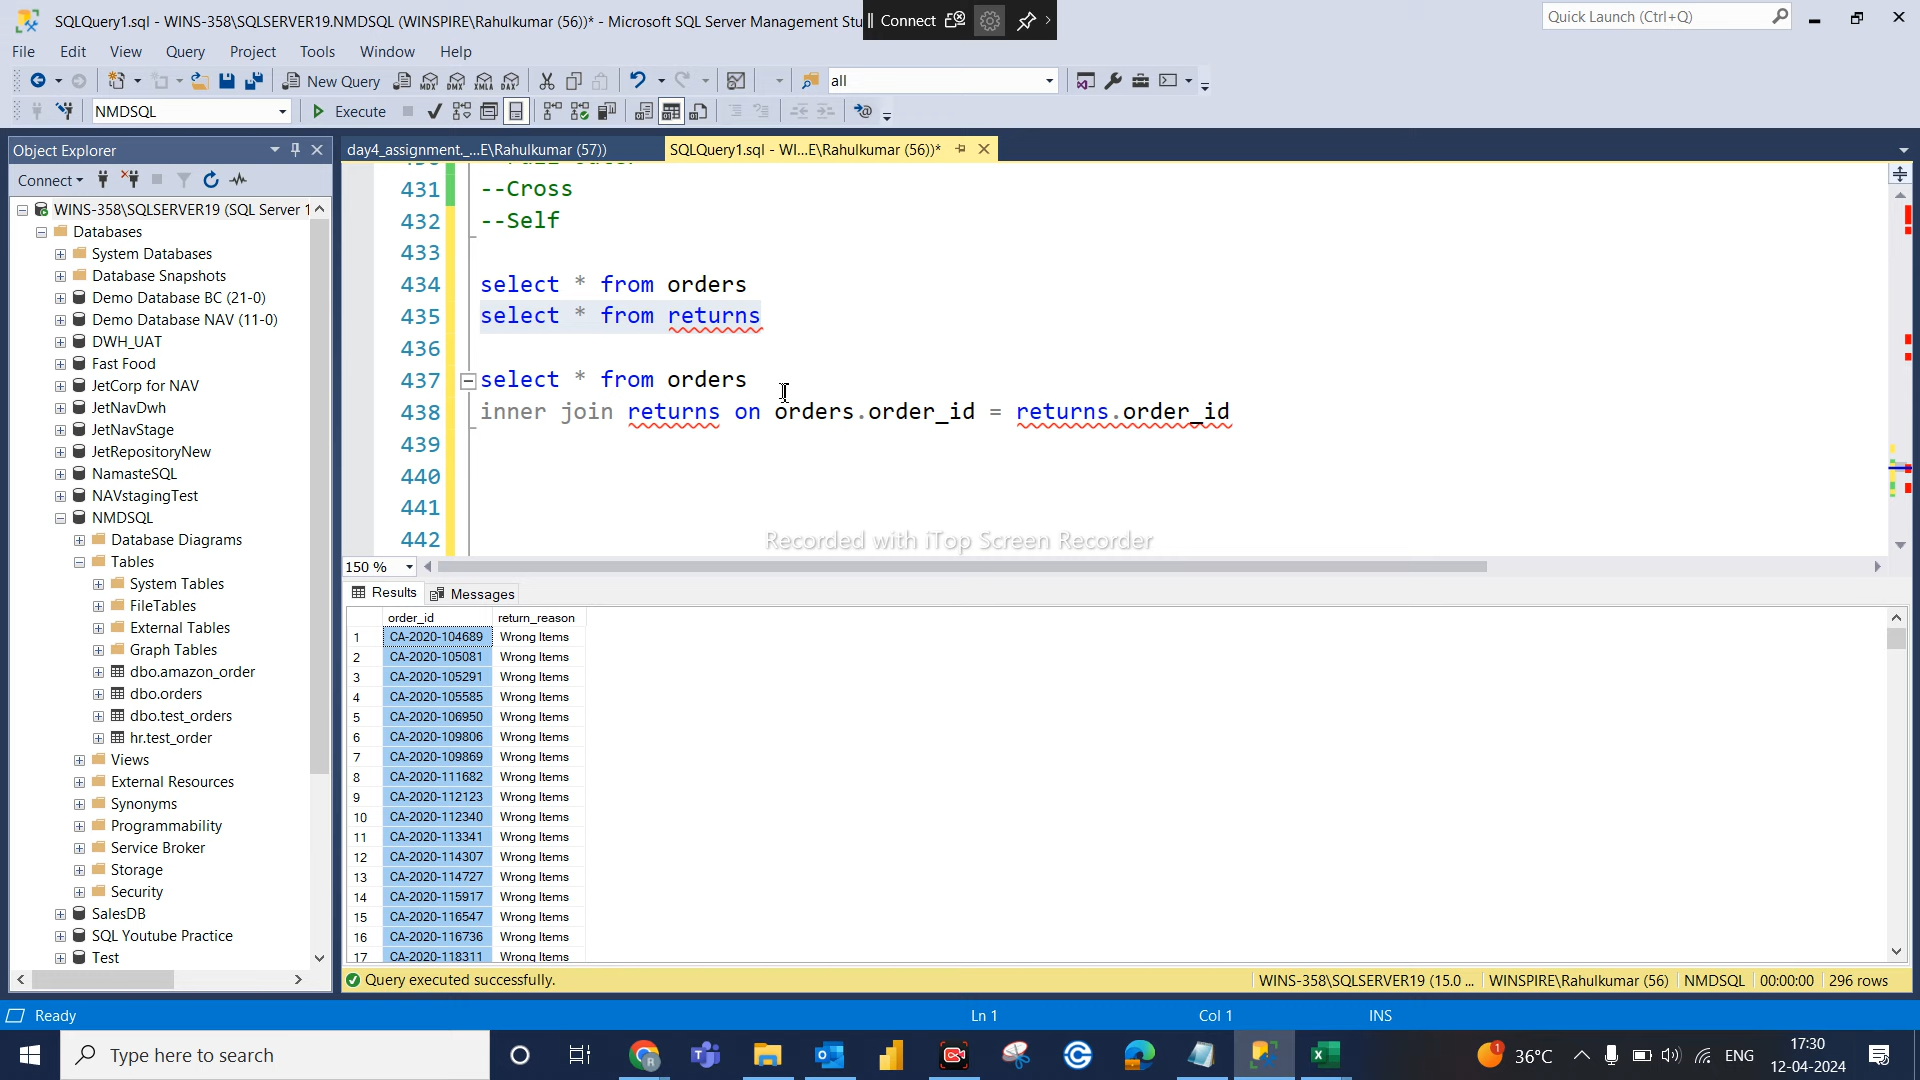 SQLQuery1.sql - WINS-358\SQLSERVER19.NMDSQL (WINSPIRE\Rahulkumar (56))* - Microsoft SQL Server Management Stu
Connect
Quick Launch (Ctrl+Q)
File Edit View Query Project Tools Window Help
New Query
MDX DMX XMLA DAX
all
NMDSQL
Execute
Object Explorer
day4_assignment._...E\Rahulkumar (57))
SQLQuery1.sql - WI...E\Rahulkumar (56))*
Connect
WINS-358\SQLSERVER19 (SQL Server 1
Databases
System Databases
Database Snapshots
Demo Database BC (21-0)
Demo Database NAV (11-0)
DWH_UAT
Fast Food
JetCorp for NAV
JetNavDwh
JetNavStage
JetRepositoryNew
NamasteSQL
NAVstagingTest
NMDSQL
Database Diagrams
Tables
System Tables
FileTables
External Tables
Graph Tables
dbo.amazon_order
dbo.orders
dbo.test_orders
hr.test_order
Views
External Resources
Synonyms
Programmability
Service Broker
Storage
Security
SalesDB
SQL Youtube Practice
Test
431 --Cross
432 --Self
433
434 select * from orders
435 select * from returns
436
437 select * from orders
438 inner join returns on orders.order_id = returns.order_id
439
440
441
442
Recorded with iTop Screen Recorder
150 %
Results Messages
order_id return_reason
1 CA-2020-104689 Wrong Items
2 CA-2020-105081 Wrong Items
3 CA-2020-105291 Wrong Items
4 CA-2020-105585 Wrong Items
5 CA-2020-106950 Wrong Items
6 CA-2020-109806 Wrong Items
7 CA-2020-109869 Wrong Items
8 CA-2020-111682 Wrong Items
9 CA-2020-112123 Wrong Items
10 CA-2020-112340 Wrong Items
11 CA-2020-113341 Wrong Items
12 CA-2020-114307 Wrong Items
13 CA-2020-114727 Wrong Items
14 CA-2020-115917 Wrong Items
15 CA-2020-116547 Wrong Items
16 CA-2020-116736 Wrong Items
17 CA-2020-118311 Wrong Items
Query executed successfully.
WINS-358\SQLSERVER19 (15.0 ... WINSPIRE\Rahulkumar (56) NMDSQL 00:00:00 296 rows
Ready
Ln 1 Col 1 INS
Type here to search
1 36°C
ENG
17:30
12-04-2024